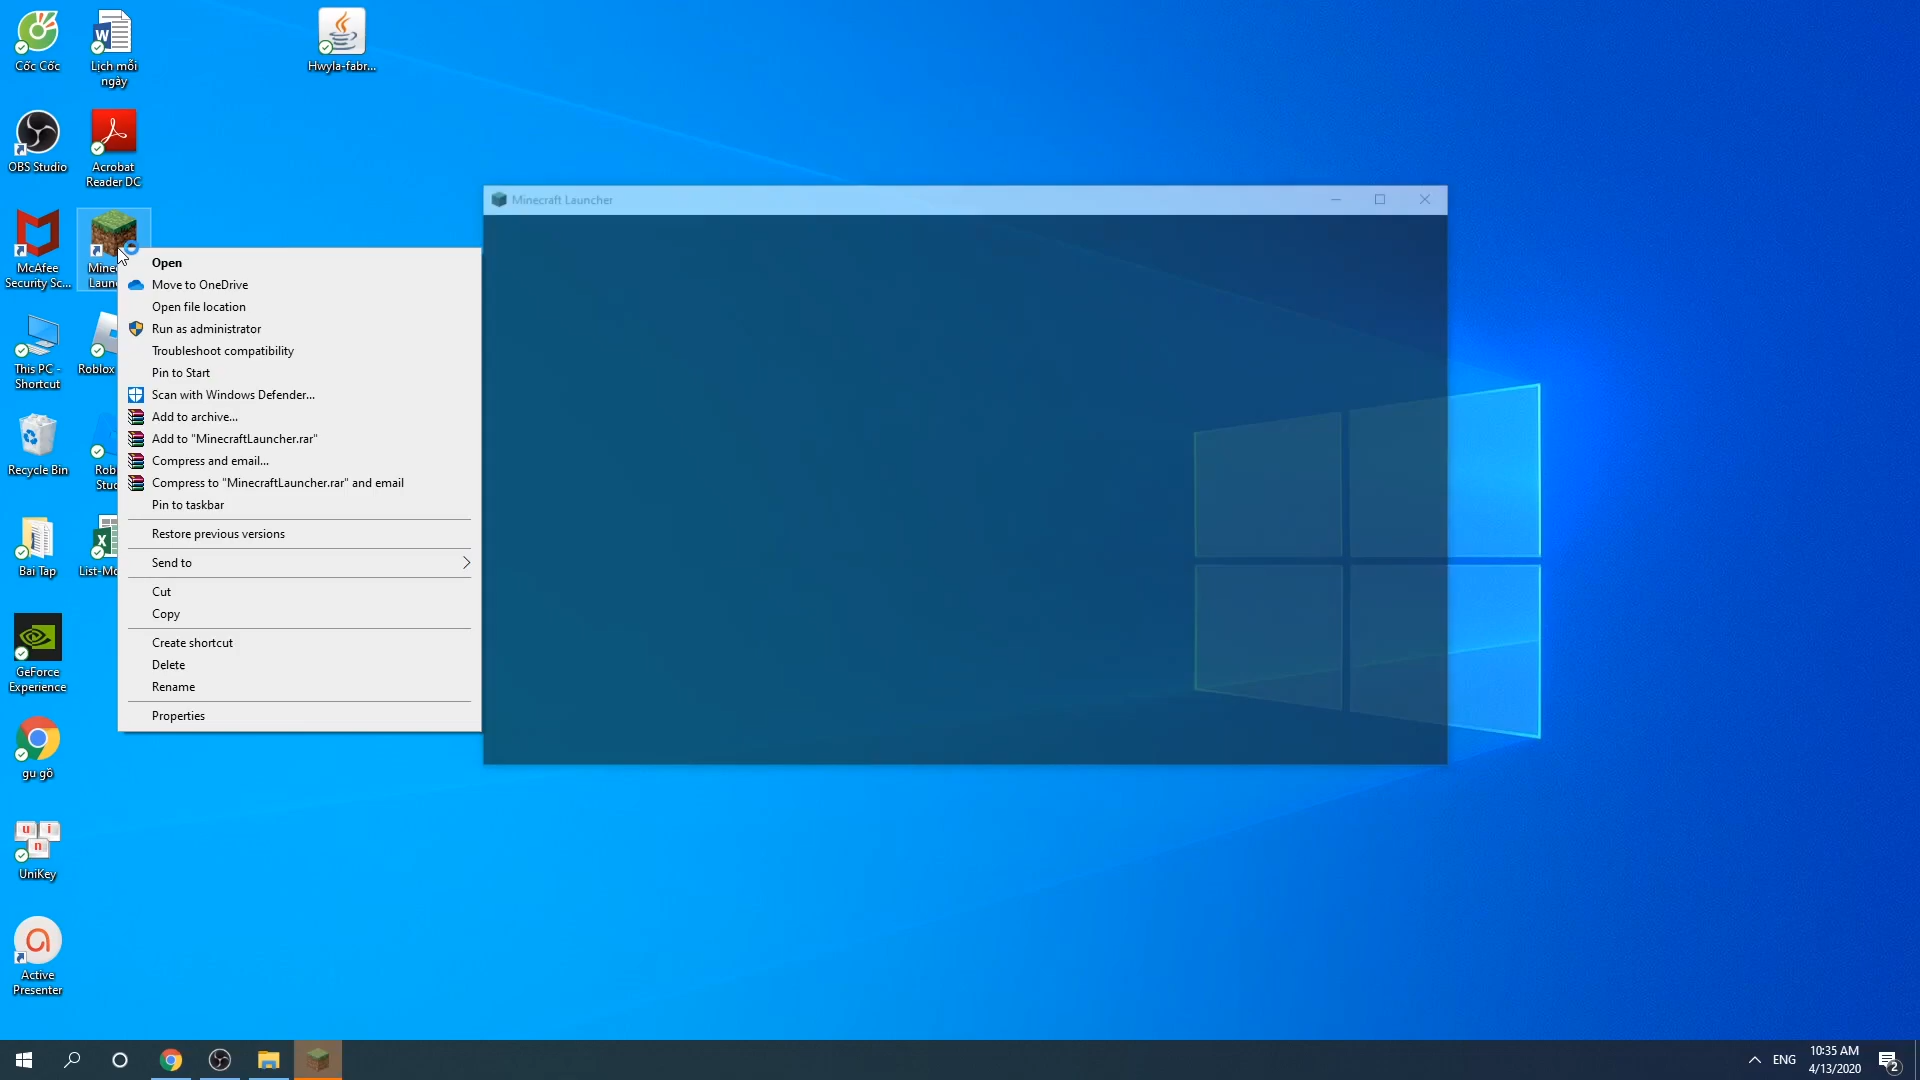 Cốc Cốc
Lịch mỗi
ngày
Hwyla-fabr...
OBS Studio
Acrobat
Reader DC
McAfee
Security Sc...
Minecraft Launcher
Open
Move to OneDrive
Open file location
Run as administrator
Troubleshoot compatibility
Pin to Start
Scan with Windows Defender...
Add to archive...
Add to "MinecraftLauncher.rar"
Compress and email...
Compress to "MinecraftLauncher.rar" and email
Pin to taskbar
Restore previous versions
Send to
Cut
Copy
Create shortcut
Delete
Rename
Properties
This PC -
Shortcut
Roblox
Recycle Bin
Bai Tap
GeForce
Experience
gu gồ
UniKey
Active
Presenter
ENG
10:35 AM
4/13/2020
2